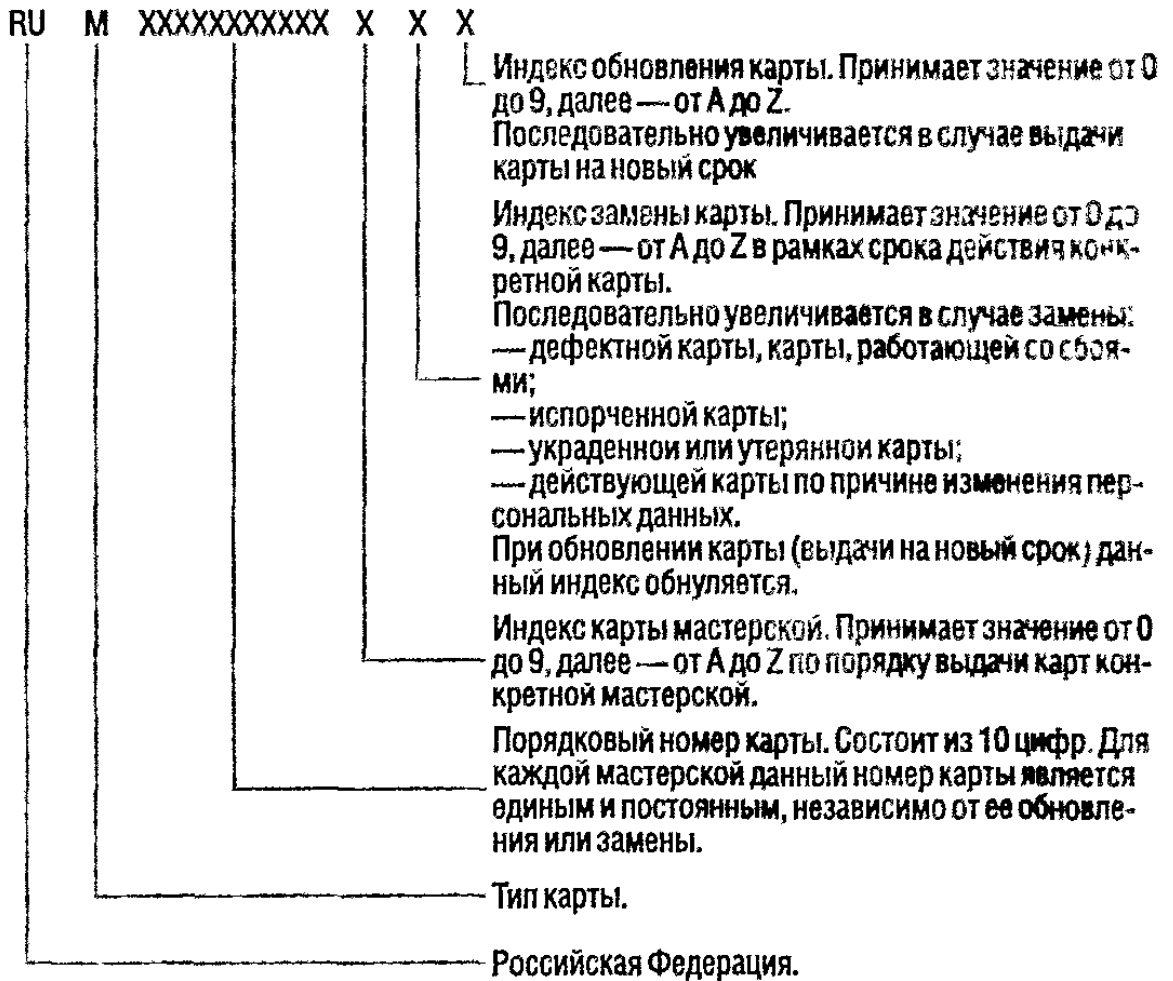 RU M XXXXXXXXXXX X X X
Индекс обновления карты. Принимает значение от 0
до 9, далее — от A до Z.
Последовательно увеличивается в случае выдачи
карты на новый срок
Индекс замены карты. Принимает значение от 0 до
9, далее — от A до Z в рамках срока действия конк-
ретной карты.
Последовательно увеличивается в случае замены:
— дефектной карты, карты, работающей со сбоя-
ми;
— испорченной карты;
— украденной или утерянной карты;
— действующей карты по причине изменения пер-
сональных данных.
При обновлении карты (выдачи на новый срок) дан-
ный индекс обнуляется.
Индекс карты мастерской. Принимает значение от 0
до 9, далее — от A до Z по порядку выдачи карт кон-
кретной мастерской.
Порядковый номер карты. Состоит из 10 цифр. Для
каждой мастерской данный номер карты является
единым и постоянным, независимо от ее обновле-
ния или замены.
Тип карты.
Российская Федерация.